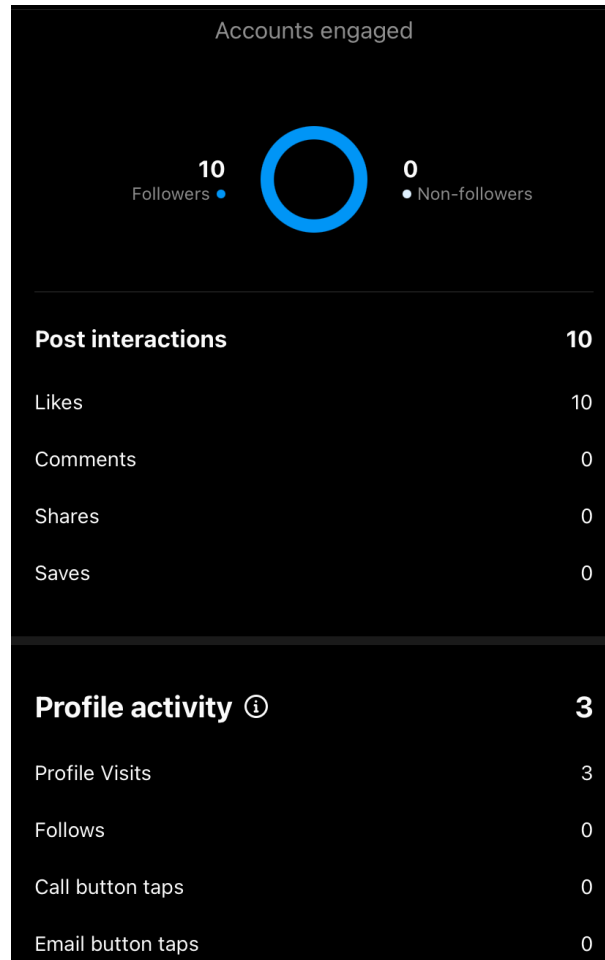 Accounts engaged
10
Followers
0
Non-followers
Post interactions 10
Likes 10
Comments 0
Shares 0
Saves 0
Profile activity 3
Profile Visits 3
Follows 0
Call button taps 0
Email button taps 0